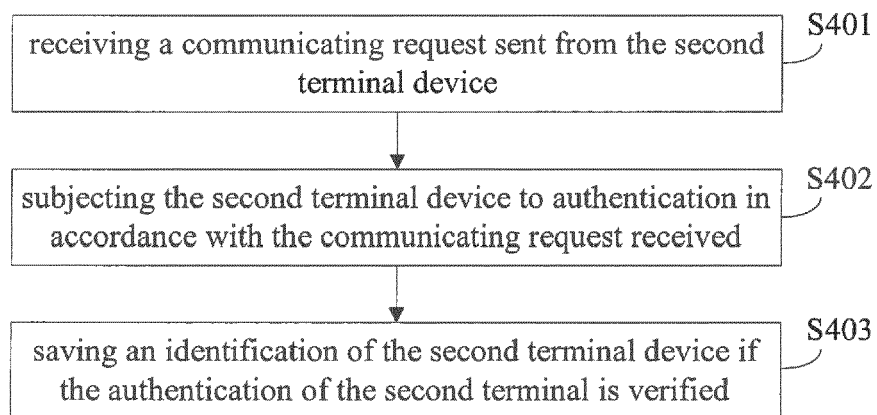 receiving a communicating request sent from the second
terminal device
S401
subjecting the second terminal device to authentication in
accordance with the communicating request received
S402
saving an identification of the second terminal device if
the authentication of the second terminal is verified
S403